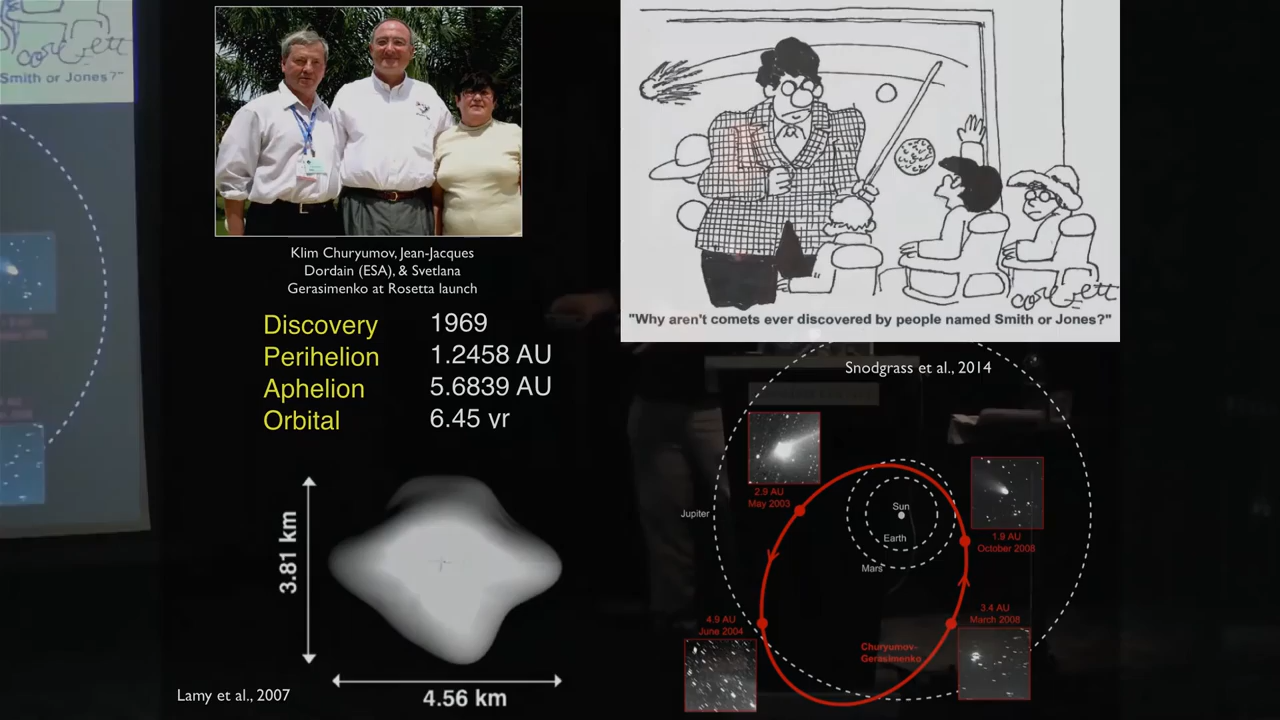 Smith or Jones?"
Klim Churyumov, Jean-Jacques
Dordain (ESA), & Svetlana
Gerasimenko at Rosetta launch
Discovery 1969
Perihelion 1.2458 AU
Aphelion 5.6839 AU
Orbital 6.45 yr
3.81 km
4.56 km
Lamy et al., 2007
"Why aren't comets ever discovered by people named Smith or Jones?"
Snodgrass et al., 2014
2.9 AU
May 2003
Jupiter
Sun
Earth
Mars
1.9 AU
October 2008
4.9 AU
June 2004
3.4 AU
March 2008
Churyumov-
Gerasimenko